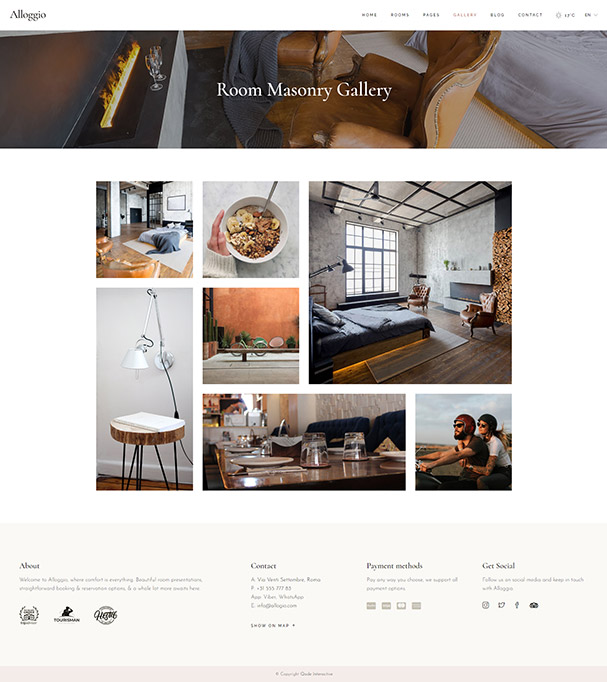 Alloggio
HOME ROOMS PAGES GALLERY BLOG CONTACT 12°C EN
Room Masonry Gallery
About
Welcome to Alloggio, where comfort is everything. Beautiful room presentations,
straightforward booking & reservation options, & a whole lot more awaits here.
TOURISMAN
Hostel
Contact
A: Via Venti Settembre, Roma
P: +31 555 777 83
App: Viber, WhatsApp
E: info@alloggio.com
SHOW ON MAP
Payment methods
Pay any way you choose, we support all
payment options.
Get Social
Follow us on social media and keep in touch
with Alloggio.
© Copyright Qode Interactive